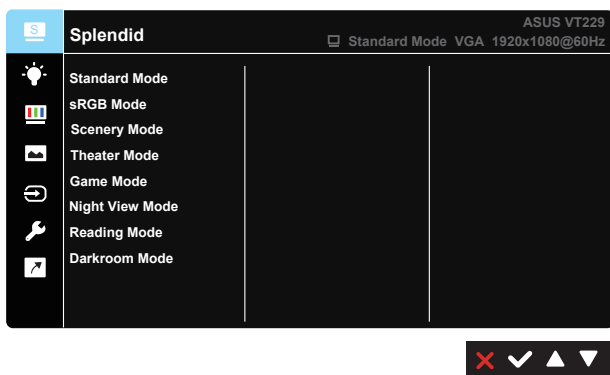 S
Splendid
ASUS VT229
Standard Mode VGA 1920x1080@60Hz
Standard Mode
sRGB Mode
Scenery Mode
Theater Mode
Game Mode
Night View Mode
Reading Mode
Darkroom Mode